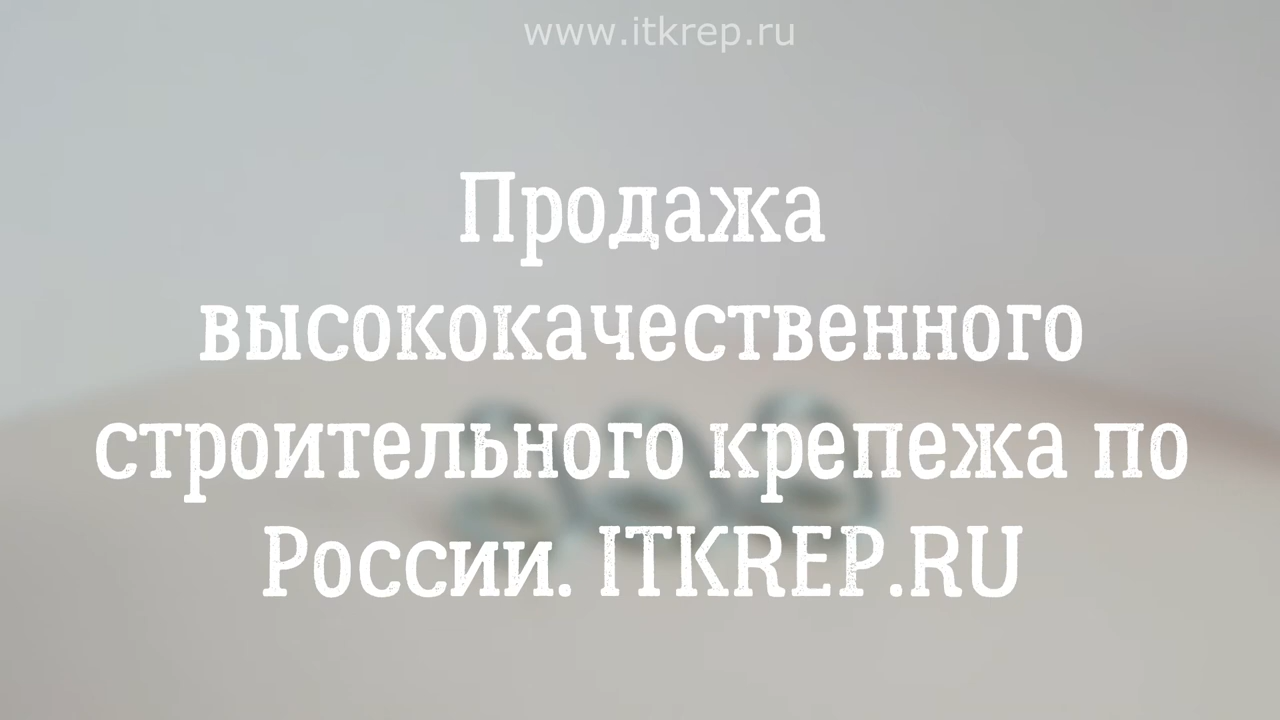 www.itkrep.ru
Продажа
высококачественного
строительного крепежа по
России. ITKREP.RU